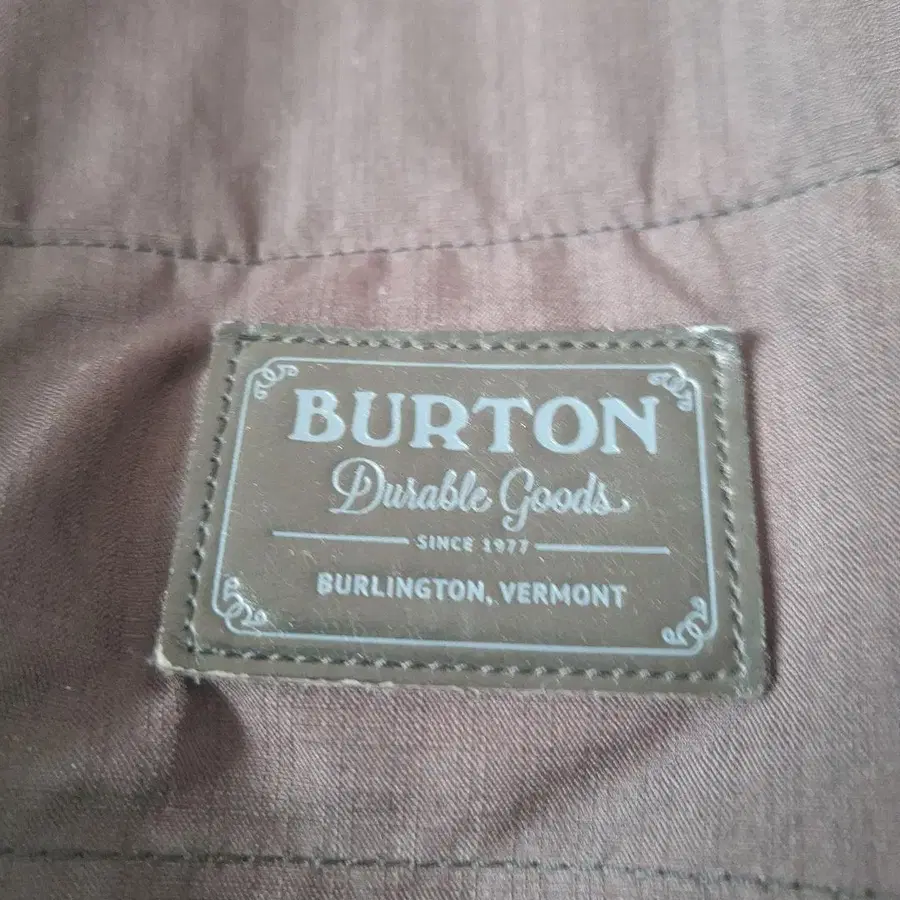 BURTON
Durable Goods
SINCE 1977
BURLINGTON, VERMONT